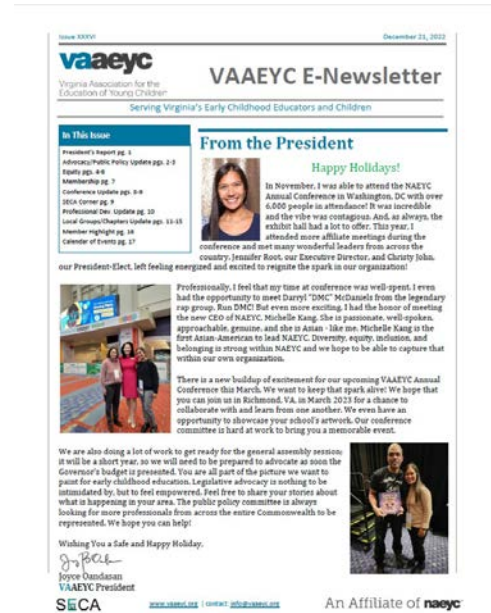 Issue XXXVI
December 21, 2022
vaaeyc
Virginia Association for the
Education of Young Children
VAAEYC E-Newsletter
Serving Virginia's Early Childhood Educators and Children
In This Issue
President's Report pg. 1
Advocacy/Public Policy Update pgs. 2-3
Equity pgs. 4-6
Membership pg. 7
Conference Update pgs. 8-9
SECA Corner pg. 9
Professional Dev. Update pg. 10
Local Groups/Chapters Update pgs. 11-15
Member Highlight pg. 16
Calendar of Events pg. 17
From the President
Happy Holidays!
In November, I was able to attend the NAEYC
Annual Conference in Washington, DC with over
6,000 people in attendance! It was incredible
and the vibe was contagious. And, as always, the
exhibit hall had a lot to offer. This year, I
attended more affiliate meetings during the
conference and met many wonderful leaders from across the
country. Jennifer Root, our Executive Director, and Christy John,
our President-Elect, left feeling energized and excited to reignite the spark in our organization!
Professionally, I feel that my time at conference was well-spent. I even
had the opportunity to meet Darryl "DMC" McDaniels from the legendary
rap group, Run DMC! But even more exciting, I had the honor of meeting
the new CEO of NAEYC, Michelle Kang. She is passionate, well-spoken,
approachable, genuine, and she is Asian - like me. Michelle Kang is the
first Asian-American to lead NAEYC. Diversity, equity, inclusion, and
belonging is strong within NAEYC and we hope to be able to capture that
within our own organization.
There is a new buildup of excitement for our upcoming VAAEYC Annual
Conference this March. We want to keep that spark alive! We hope that
you can join us in Richmond, VA, in March 2023 for a chance to
collaborate with and learn from one another. We even have an
opportunity to showcase your school's artwork. Our conference
committee is hard at work to bring you a memorable event.
We are also doing a lot of work to get ready for the general assembly session;
it will be a short year, so we will need to be prepared to advocate as soon the
Governor's budget is presented. You are all part of the picture we want to
paint for early childhood education. Legislative advocacy is nothing to be
intimidated by, but to feel empowered. Feel free to share your stories about
what is happening in your area. The public policy committee is always
looking for more professionals from across the entire Commonwealth to be
represented. We hope you can help!
Wishing You a Safe and Happy Holiday,
Joyce Dandasan
VAAEYC President
SECA
www.vaaeyc.org | contact: info@vaaeyc.org
An Affiliate of naeyc